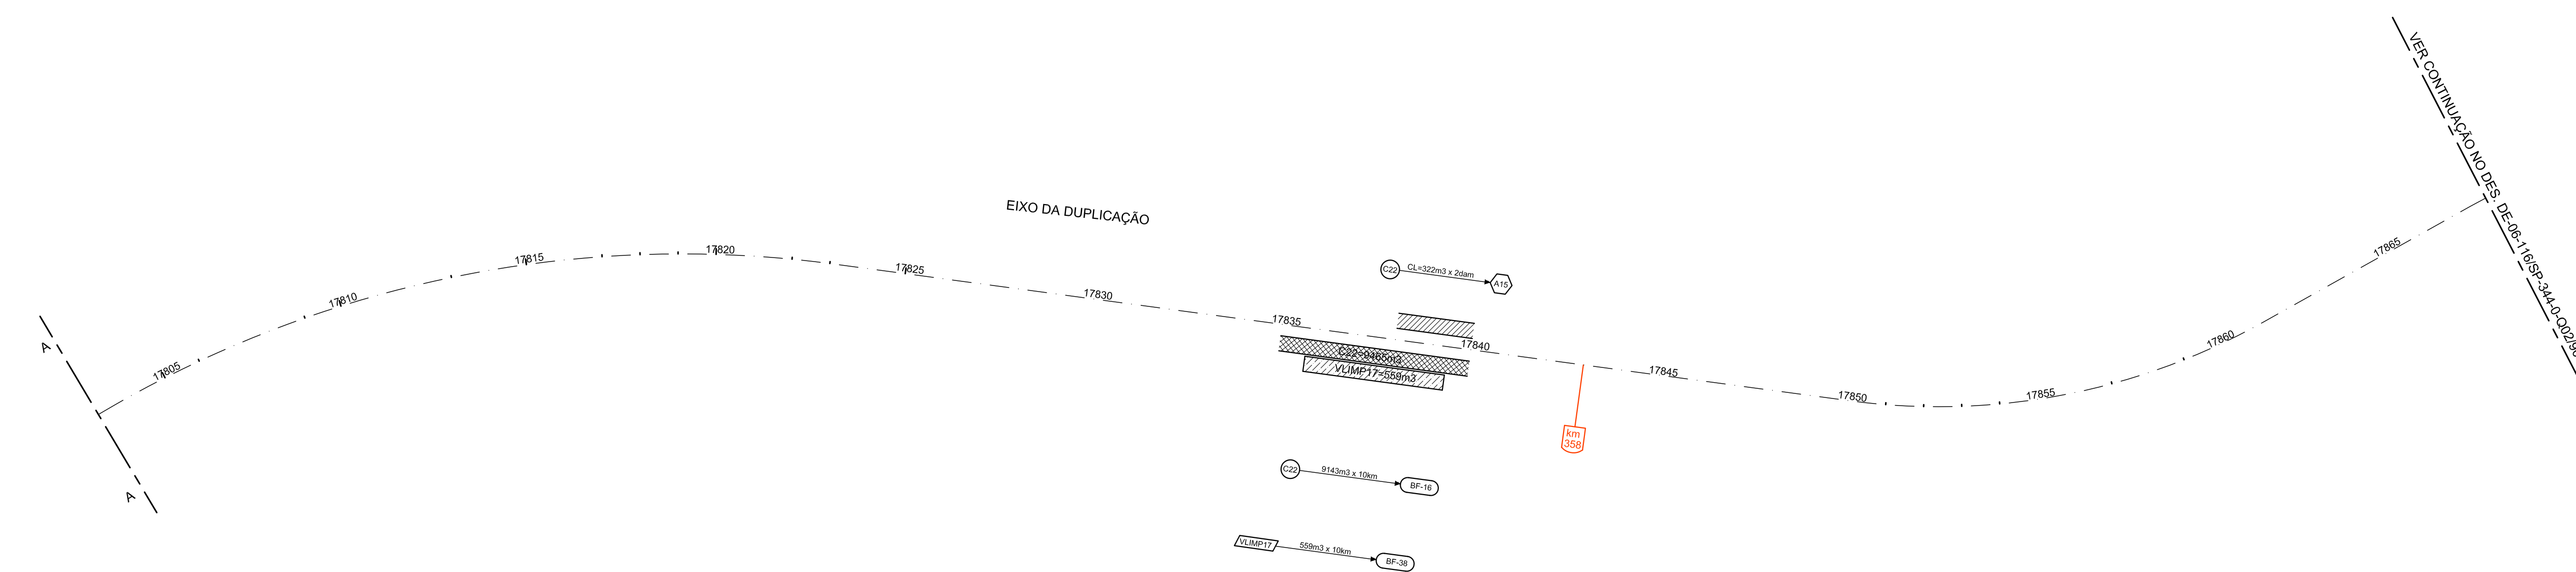 VER CONTINUAÇÃO NO DES. DE-06-116/SP-344-0-Q02/
EIXO DA DUPLICAÇÃO
17805
17810
17815
17820
17825
17830
17835
17840
17845
17850
17855
17860
17865
C22
CL=322m3 x 2dam
A15
C22=9465m3
VLIMP17=559m3
km
358
C22
9143m3 x 10km
BF-16
VLIMP17
559m3 x 10km
BF-38
A
A